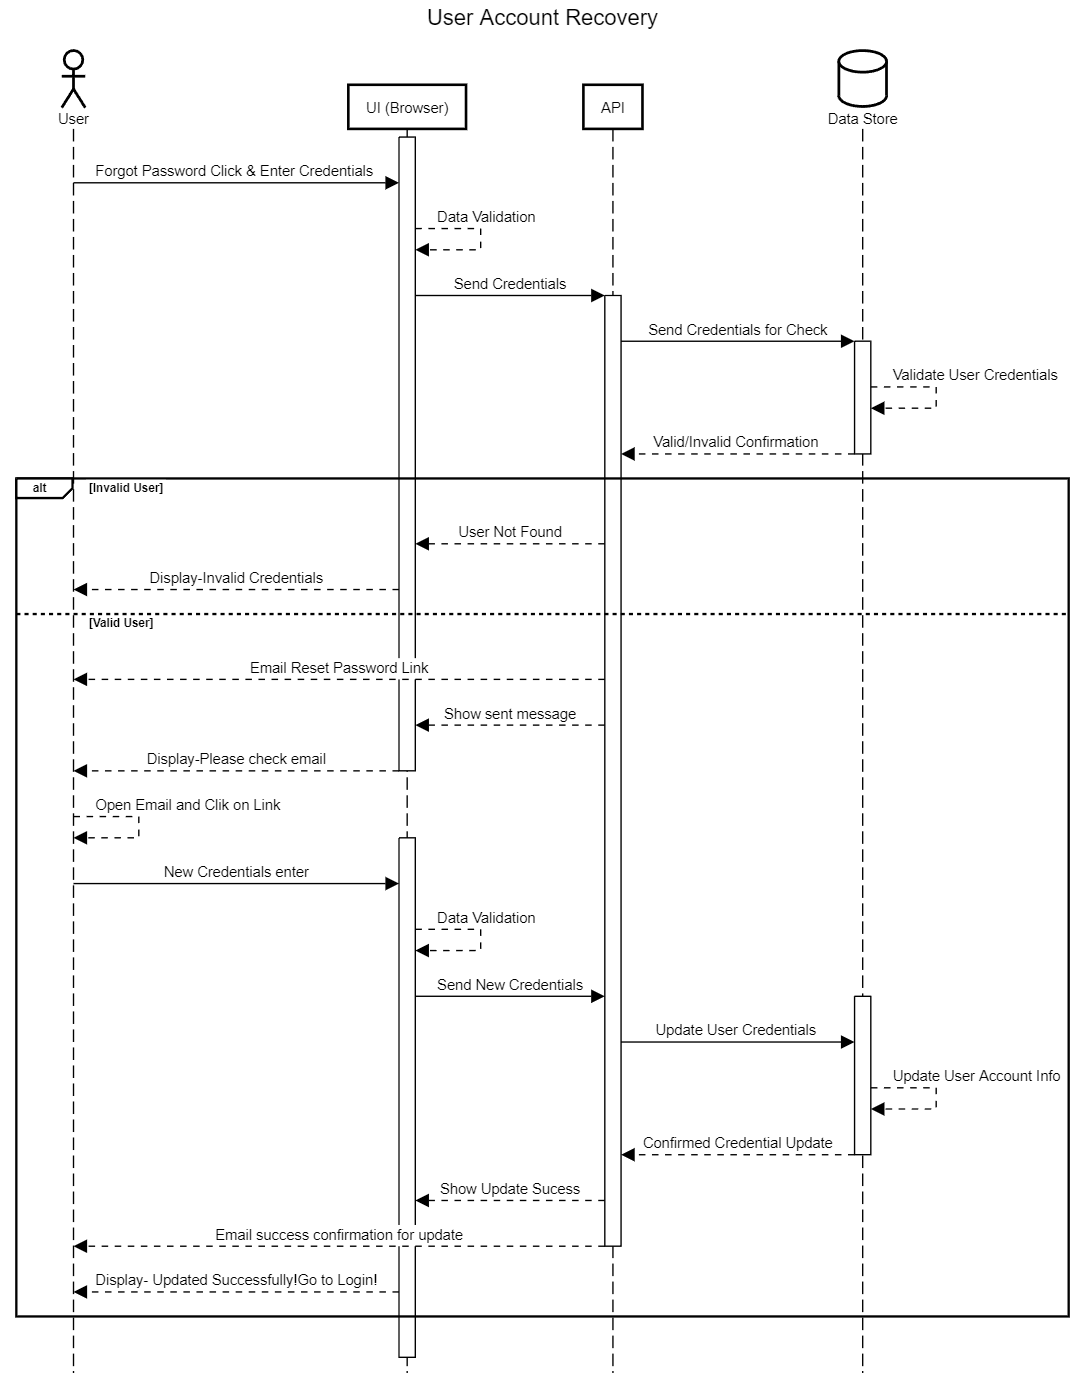 User Account Recovery
User
UI (Browser)
API
Data Store
Forgot Password Click & Enter Credentials
Data Validation
Send Credentials
Send Credentials for Check
Validate User Credentials
Valid/Invalid Confirmation
alt
[Invalid User]
User Not Found
Display-Invalid Credentials
[Valid User]
Email Reset Password Link
Show sent message
Display-Please check email
Open Email and Clik on Link
New Credentials enter
Data Validation
Send New Credentials
Update User Credentials
Update User Account Info
Confirmed Credential Update
Show Update Sucess
Email success confirmation for update
Display- Updated Successfully!Go to Login!